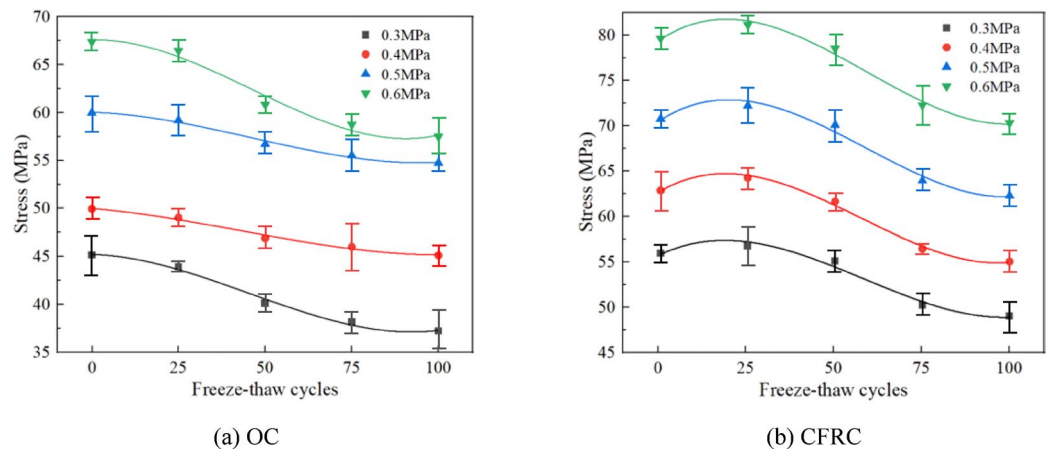 70
65
60
55
50
45
40
35
Stress (MPa)
0.3MPa
0.4MPa
0.5MPa
0.6MPa
0 25 50 75 100
Freeze-thaw cycles
(a) OC
80
75
70
65
60
55
50
45
Stress (MPa)
0.3MPa
0.4MPa
0.5MPa
0.6MPa
0 25 50 75 100
Freeze-thaw cycles
(b) CFRC